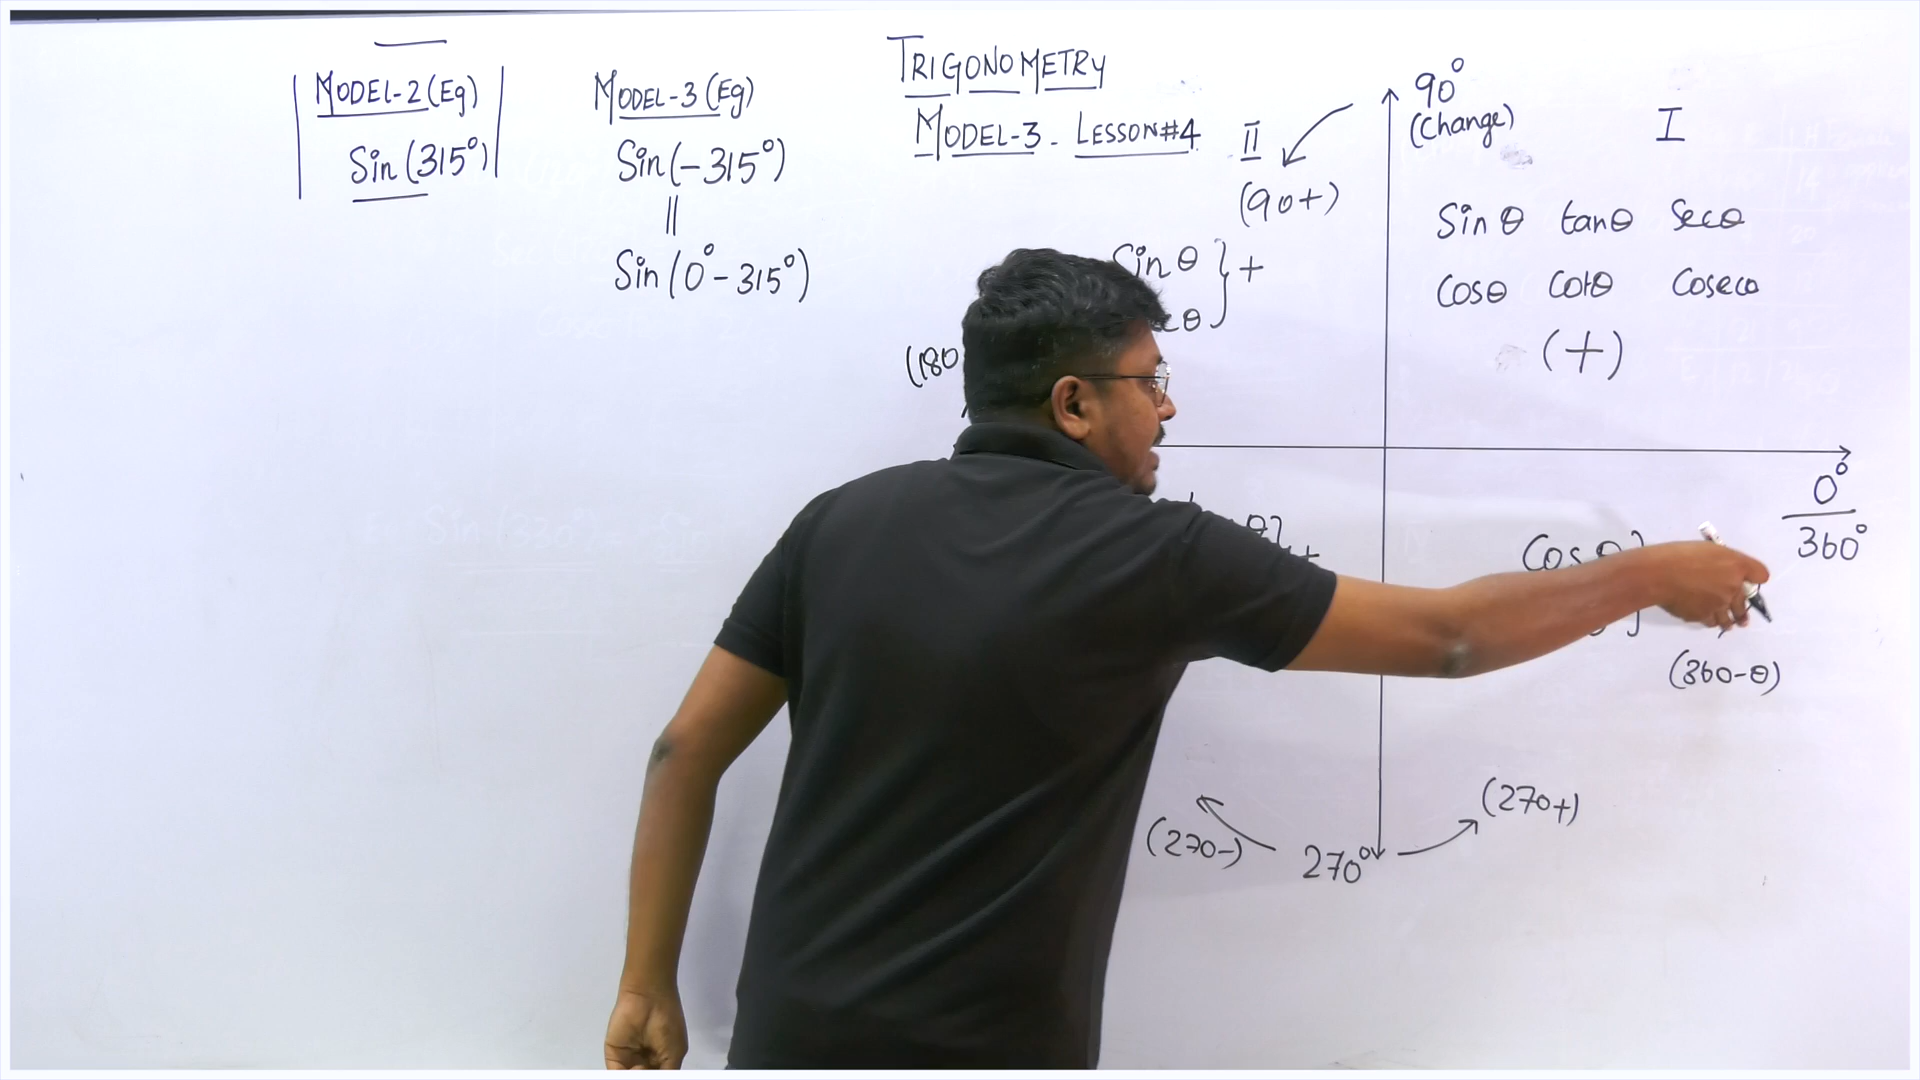 TRIGONOMETRY
MODEL-3 - LESSON#4
MODEL-2 (Eg)
Sin (315°)
MODEL-3 (Eg)
Sin (-315°)
||
Sin (0° - 315°)
90°
(Change)
I
II
(90+)
Sin θ } +
θ
(180
Sin θ tan θ Sec θ
Cos θ Cot θ Cosec θ
(+)
0°
360°
θ } +
Cos θ }
(360-θ)
(270-)
270°
(270+)